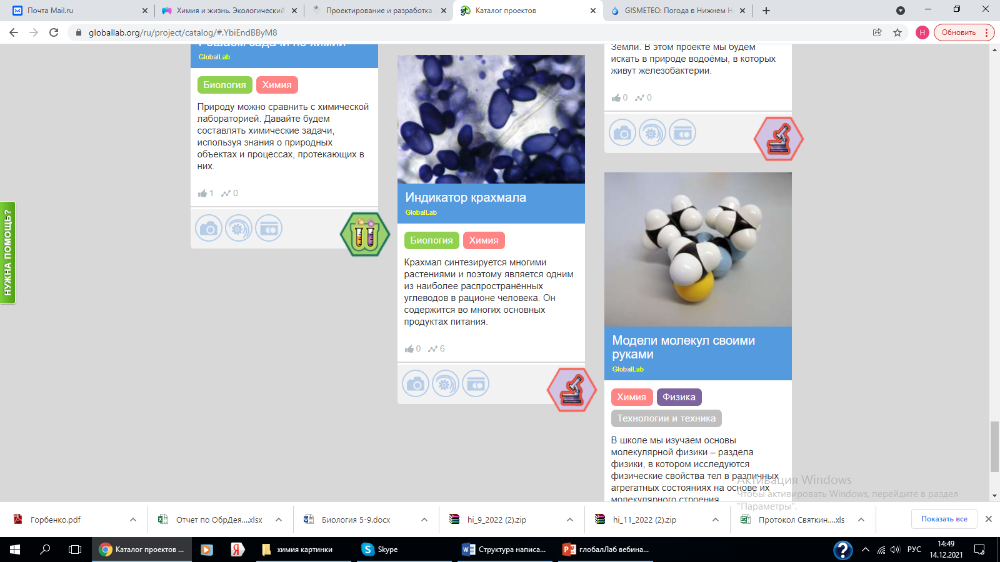 Почта Mail.ru
Химия и жизнь. Экологический
Проектирование и разработка
Каталог проектов
GISMETEO: Погода в Нижнем Н
globallab.org/ru/project/catalog/#.YbiEndBByM8
Н
Обновить
Решаем задачи по химии
GlobalLab
Биология
Химия
Природу можно сравнить с химической
лабораторией. Давайте будем
составлять химические задачи,
используя знания о природных
объектах и процессах, протекающих в
них.
1
0
НУЖНА ПОМОЩЬ?
Индикатор крахмала
GlobalLab
Биология
Химия
Крахмал синтезируется многими
растениями и поэтому является одним
из наиболее распространённых
углеводов в рационе человека. Он
содержится во многих основных
продуктах питания.
0
6
Земли. В этом проекте мы будем
искать в природе водоёмы, в которых
живут железобактерии.
0
0
Модели молекул своими
руками
GlobalLab
Химия
Физика
Технологии и техника
В школе мы изучаем основы
молекулярной физики – раздела
физики, в котором исследуются
физические свойства тел в различных
агрегатных состояниях на основе их
молекулярного строения
Активация Windows
Чтобы активировать Windows, перейдите в раздел
"Параметры".
Горбенко.pdf
Отчет по ОбрДея....xlsx
Биология 5-9.docx
hi_9_2022 (2).zip
hi_11_2022 (2).zip
Протокол Святкин....xls
Показать все
Каталог проектов ...
Я
химия картинки
Skype
Структура написа...
глобалЛаб вебина...
?
РУС
14:49
14.12.2021